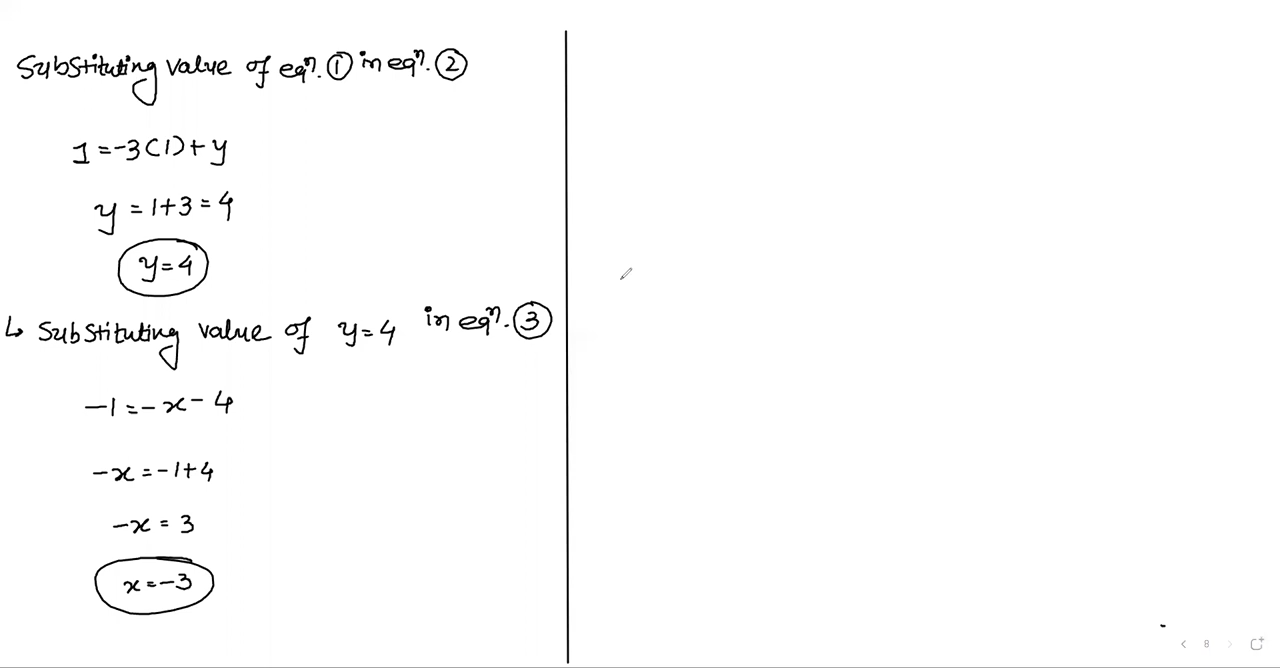 Substituting value of eqⁿ. ① in eqⁿ. ②
1 = -3(1) + y
y = 1+3 = 4
y = 4
↳ Substituting value of y = 4 in eqⁿ. ③
-1 = -x - 4
-x = -1+4
-x = 3
x = -3
8